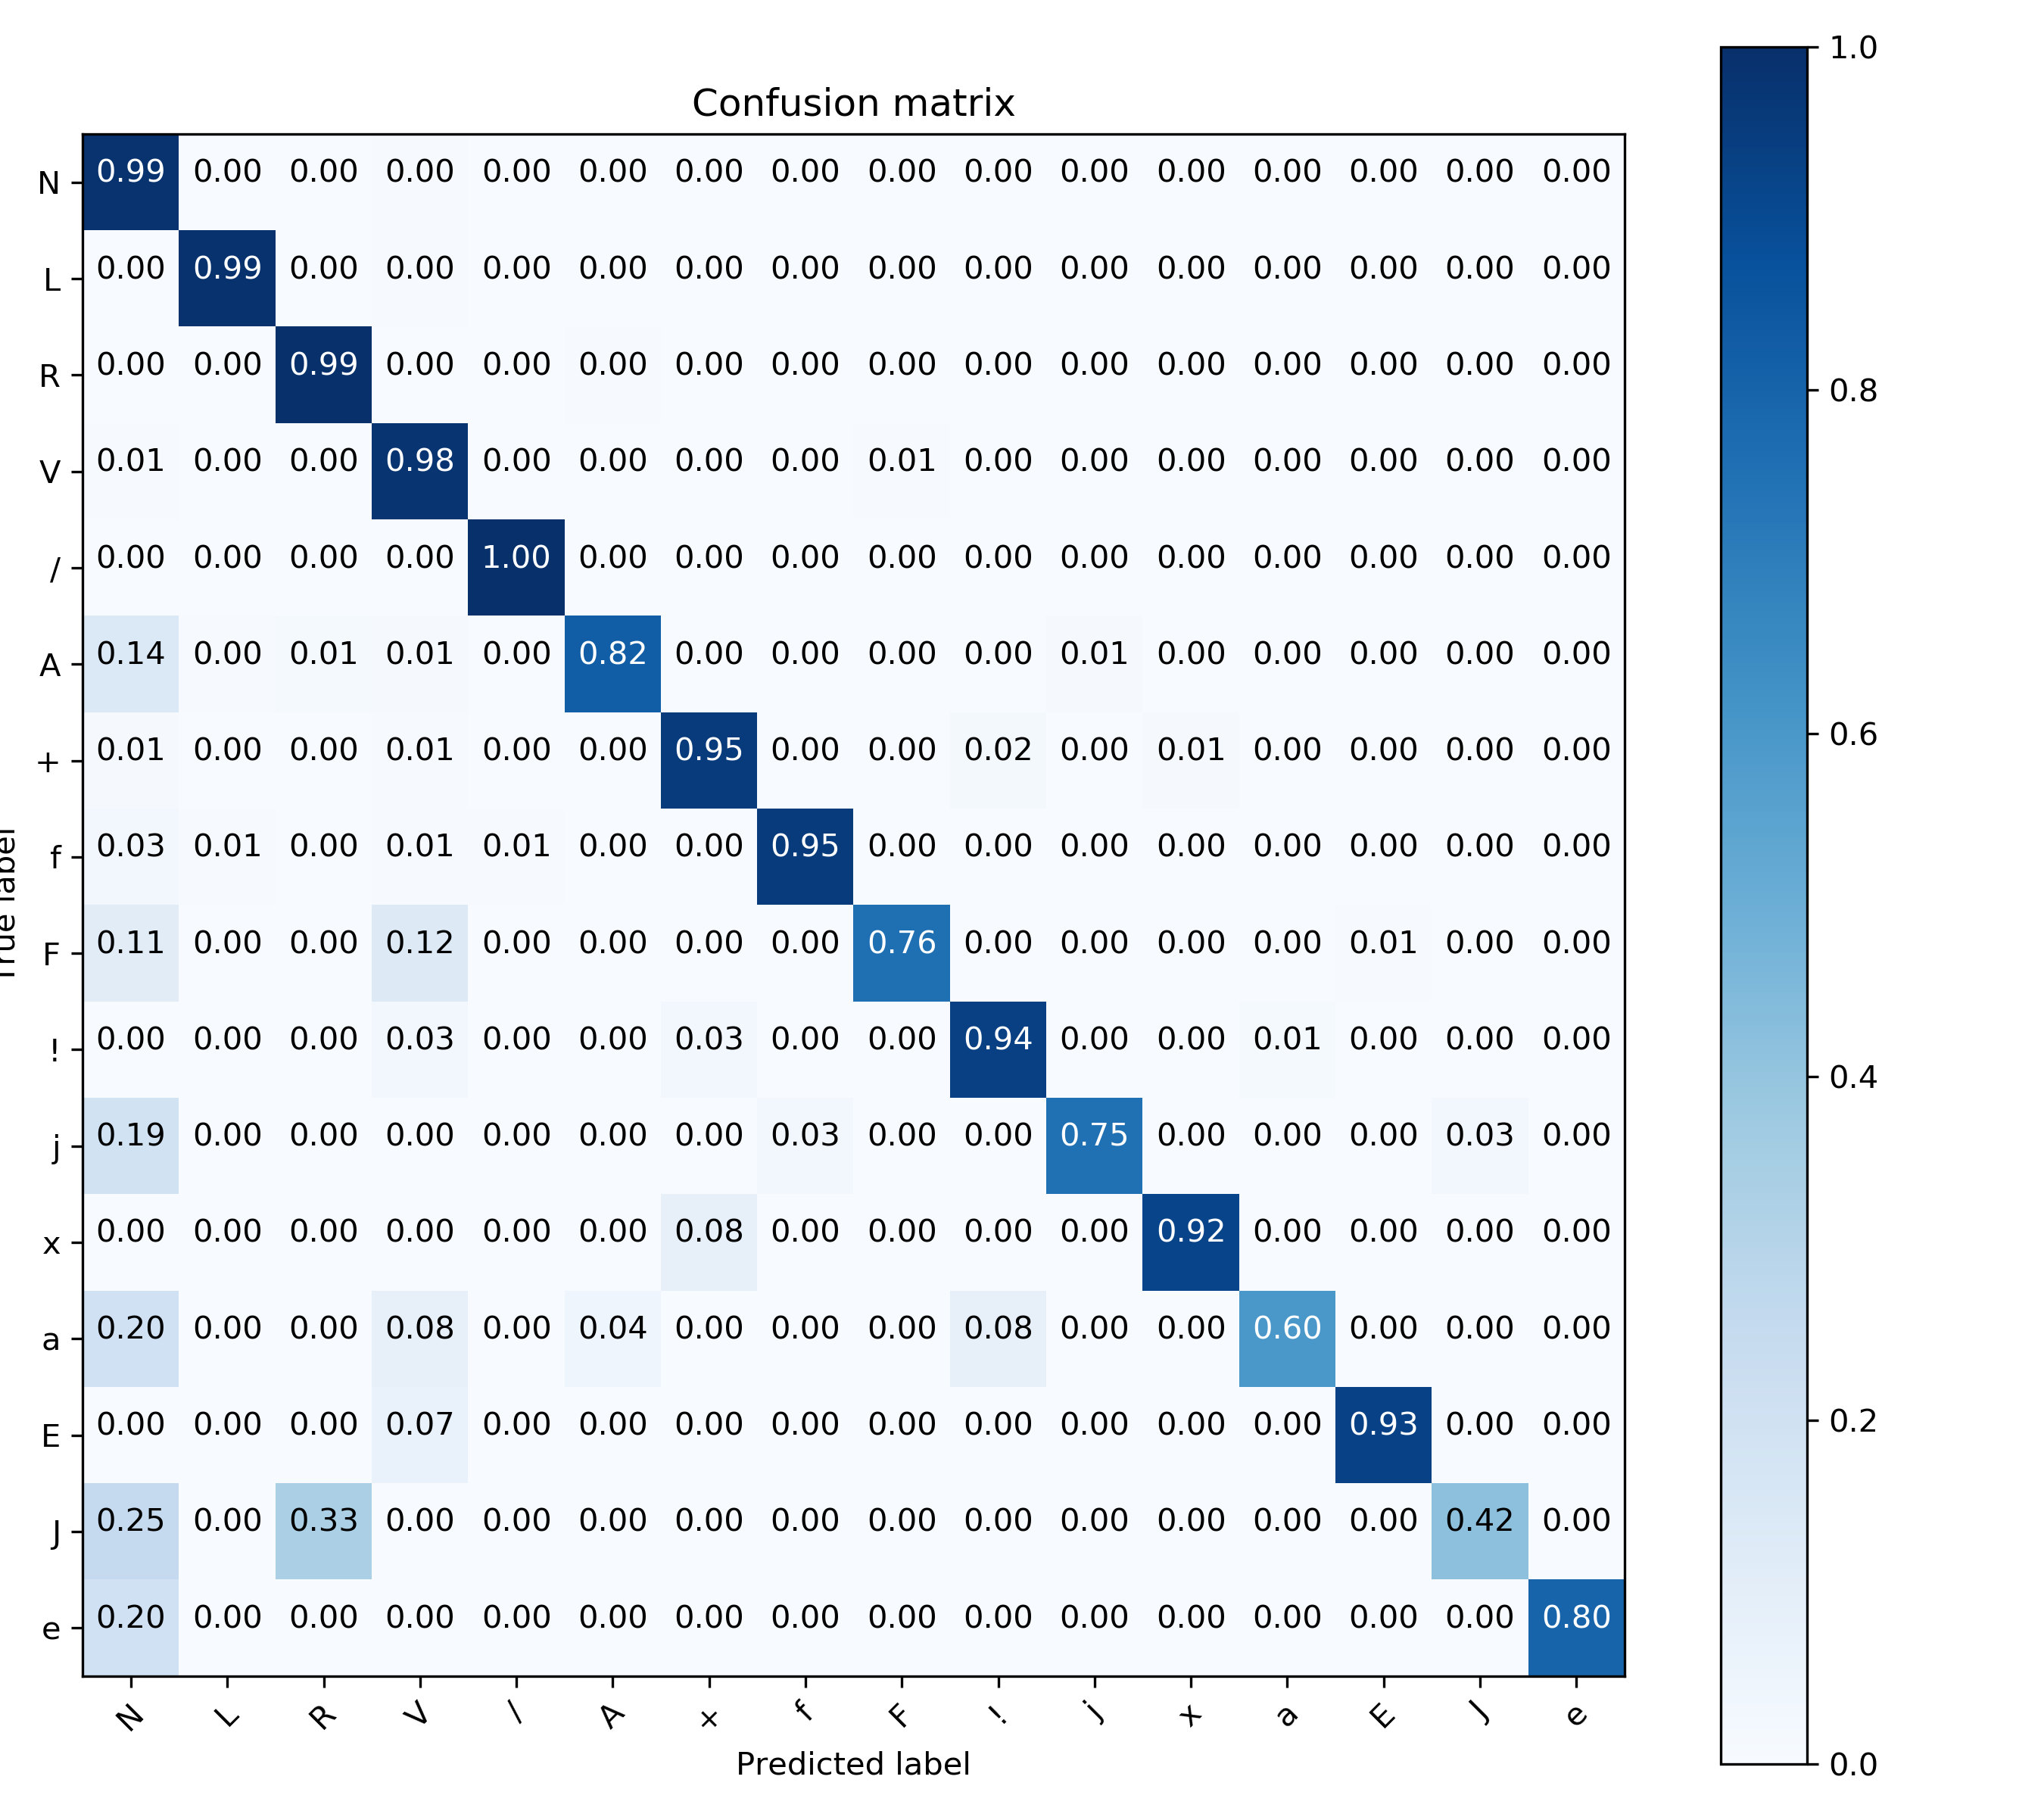 Confusion matrix
N 0.99 0.00 0.00 0.00 0.00 0.00 0.00 0.00 0.00 0.00 0.00 0.00 0.00 0.00 0.00 0.00
L 0.00 0.99 0.00 0.00 0.00 0.00 0.00 0.00 0.00 0.00 0.00 0.00 0.00 0.00 0.00 0.00
R 0.00 0.00 0.99 0.00 0.00 0.00 0.00 0.00 0.00 0.00 0.00 0.00 0.00 0.00 0.00 0.00
V 0.01 0.00 0.00 0.98 0.00 0.00 0.00 0.00 0.01 0.00 0.00 0.00 0.00 0.00 0.00 0.00
/ 0.00 0.00 0.00 0.00 1.00 0.00 0.00 0.00 0.00 0.00 0.00 0.00 0.00 0.00 0.00 0.00
A 0.14 0.00 0.01 0.01 0.00 0.82 0.00 0.00 0.00 0.00 0.01 0.00 0.00 0.00 0.00 0.00
+ 0.01 0.00 0.00 0.01 0.00 0.00 0.95 0.00 0.00 0.02 0.00 0.01 0.00 0.00 0.00 0.00
f 0.03 0.01 0.00 0.01 0.01 0.00 0.00 0.95 0.00 0.00 0.00 0.00 0.00 0.00 0.00 0.00
F 0.11 0.00 0.00 0.12 0.00 0.00 0.00 0.00 0.76 0.00 0.00 0.00 0.00 0.01 0.00 0.00
! 0.00 0.00 0.00 0.03 0.00 0.00 0.03 0.00 0.00 0.94 0.00 0.00 0.01 0.00 0.00 0.00
j 0.19 0.00 0.00 0.00 0.00 0.00 0.00 0.03 0.00 0.00 0.75 0.00 0.00 0.00 0.03 0.00
x 0.00 0.00 0.00 0.00 0.00 0.00 0.08 0.00 0.00 0.00 0.00 0.92 0.00 0.00 0.00 0.00
a 0.20 0.00 0.00 0.08 0.00 0.04 0.00 0.00 0.00 0.08 0.00 0.00 0.60 0.00 0.00 0.00
E 0.00 0.00 0.00 0.07 0.00 0.00 0.00 0.00 0.00 0.00 0.00 0.00 0.00 0.93 0.00 0.00
J 0.25 0.00 0.33 0.00 0.00 0.00 0.00 0.00 0.00 0.00 0.00 0.00 0.00 0.00 0.42 0.00
e 0.20 0.00 0.00 0.00 0.00 0.00 0.00 0.00 0.00 0.00 0.00 0.00 0.00 0.00 0.00 0.80
N L R V / A + f F ! j x a E J e
Predicted label
True label
1.0
0.8
0.6
0.4
0.2
0.0